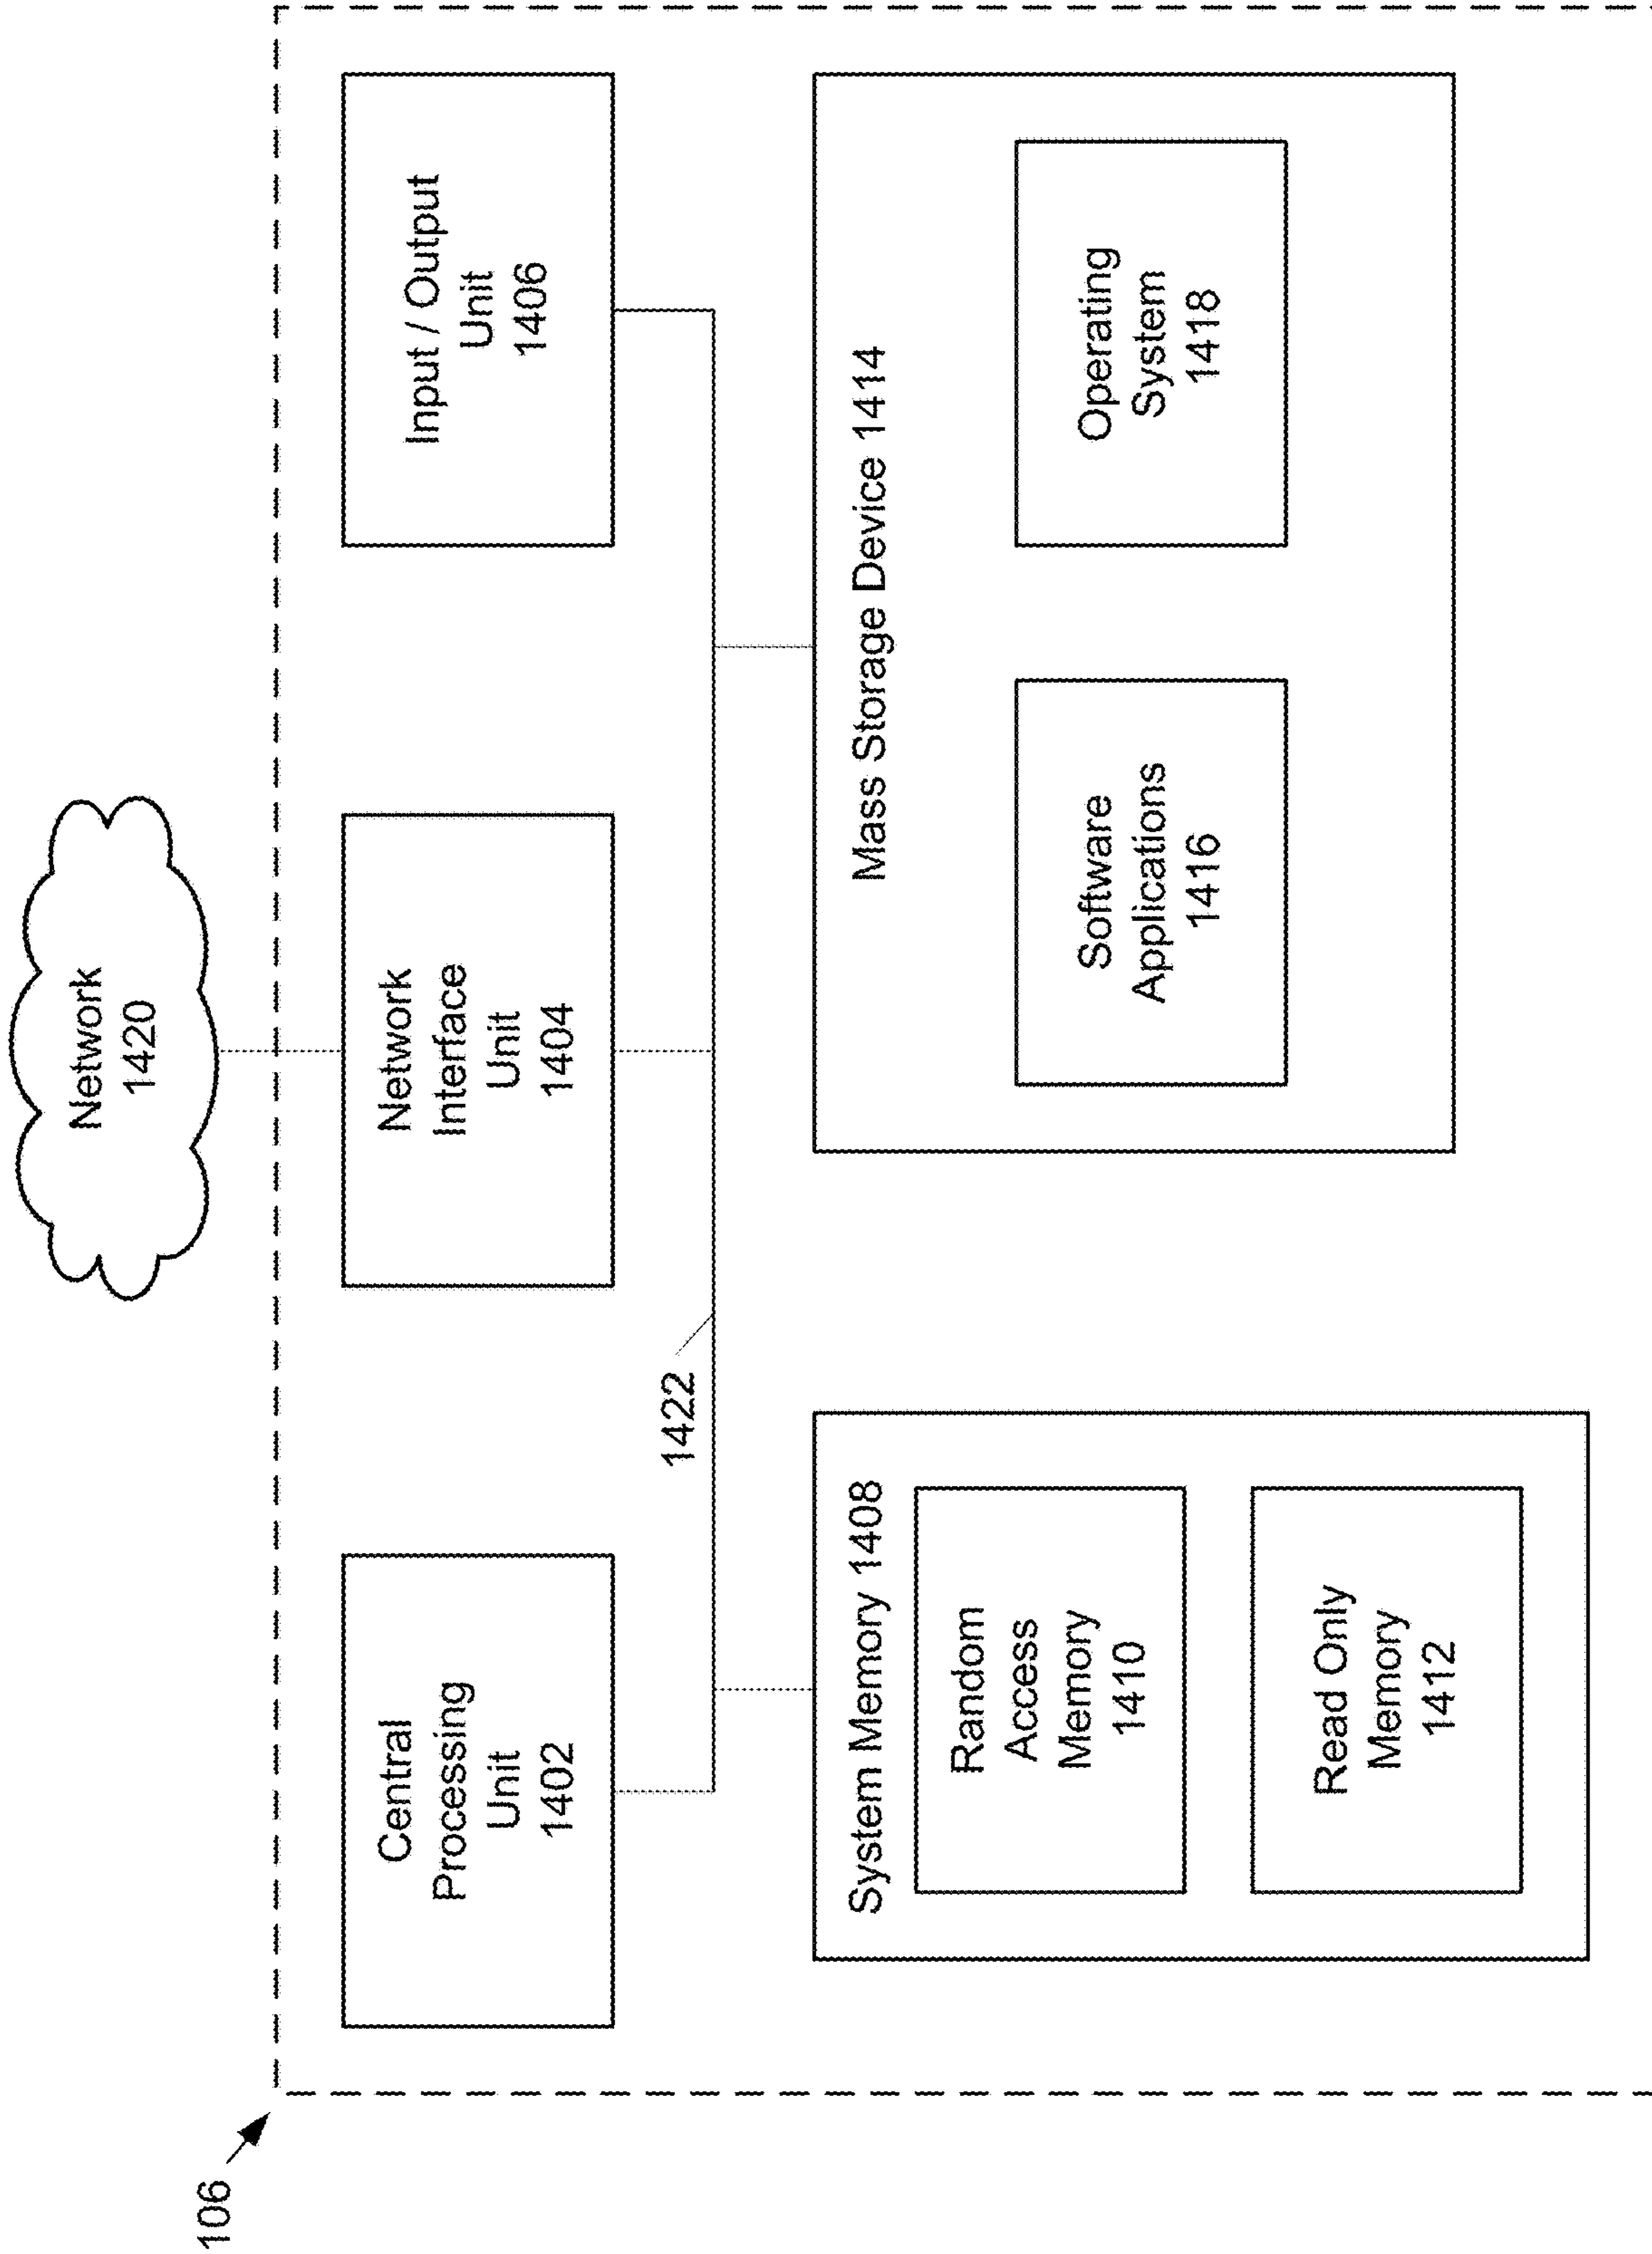 106
Network
1420
Central
Processing
Unit
1402
Network
Interface
Unit
1404
Input / Output
Unit
1406
1422
System Memory 1408
Random
Access
Memory
1410
Read Only
Memory
1412
Mass Storage Device 1414
Software
Applications
1416
Operating
System
1418